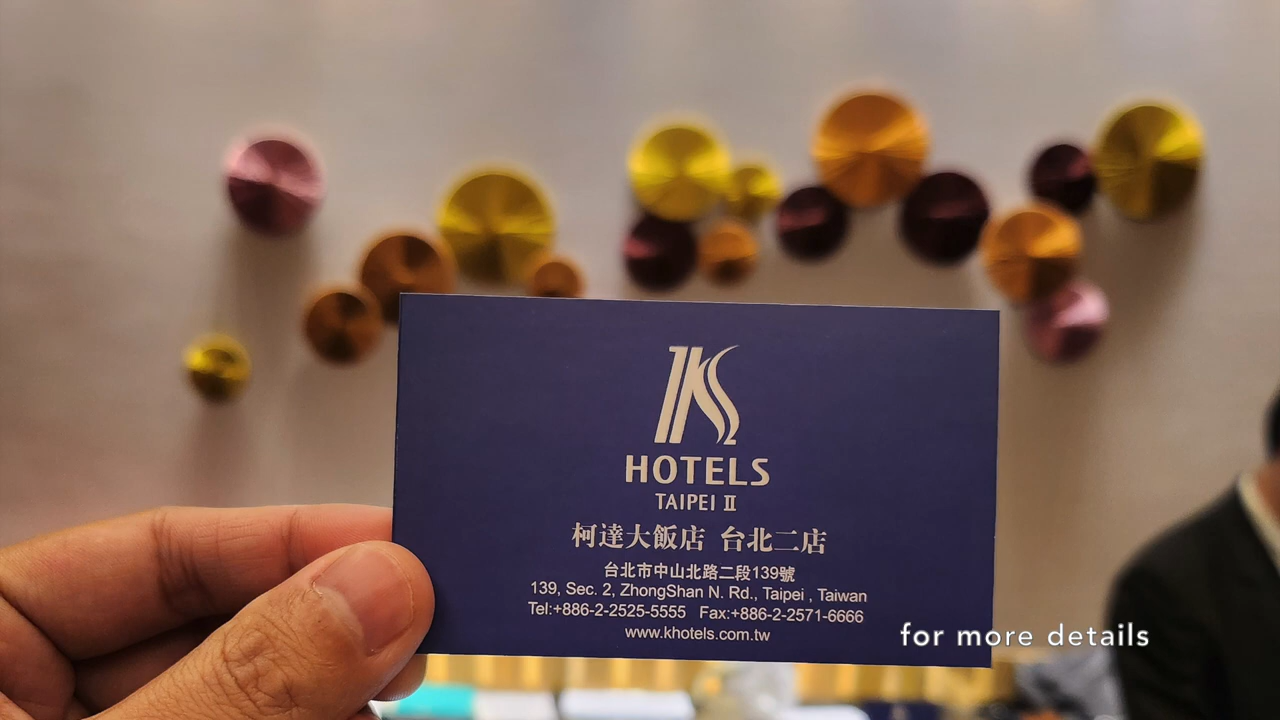 K
HOTELS
TAIPEI II
柯達大飯店 台北二店
台北市中山北路二段139號
139, Sec. 2, ZhongShan N. Rd., Taipei , Taiwan
Tel:+886-2-2525-5555 Fax:+886-2-2571-6666
www.khotels.com.tw
for more details